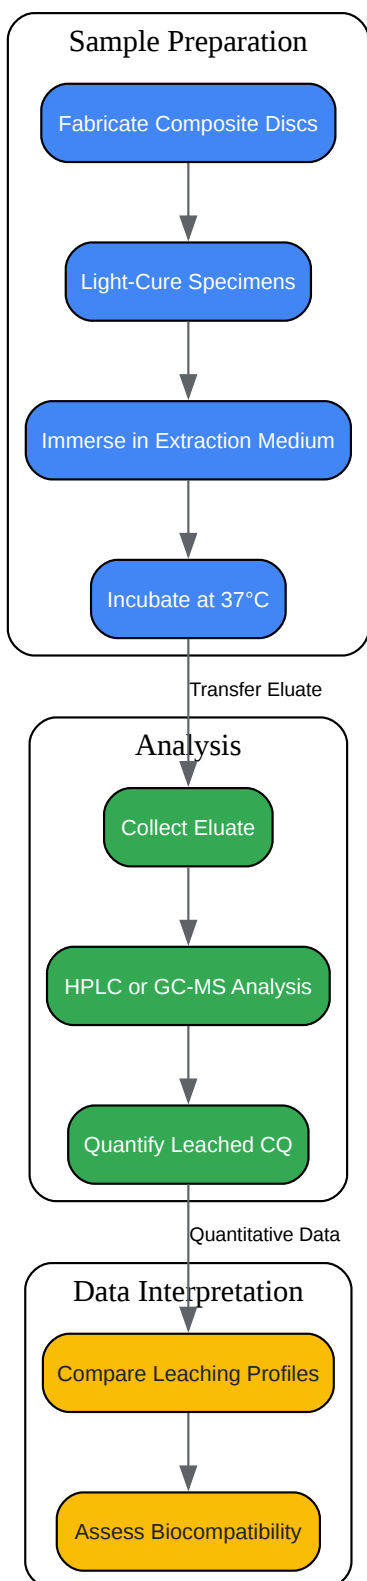 Sample Preparation
Fabricate Composite Discs
Light-Cure Specimens
Immerse in Extraction Medium
Incubate at 37°C
Transfer Eluate
Analysis
Collect Eluate
HPLC or GC-MS Analysis
Quantify Leached CQ
Quantitative Data
Data Interpretation
Compare Leaching Profiles
Assess Biocompatibility